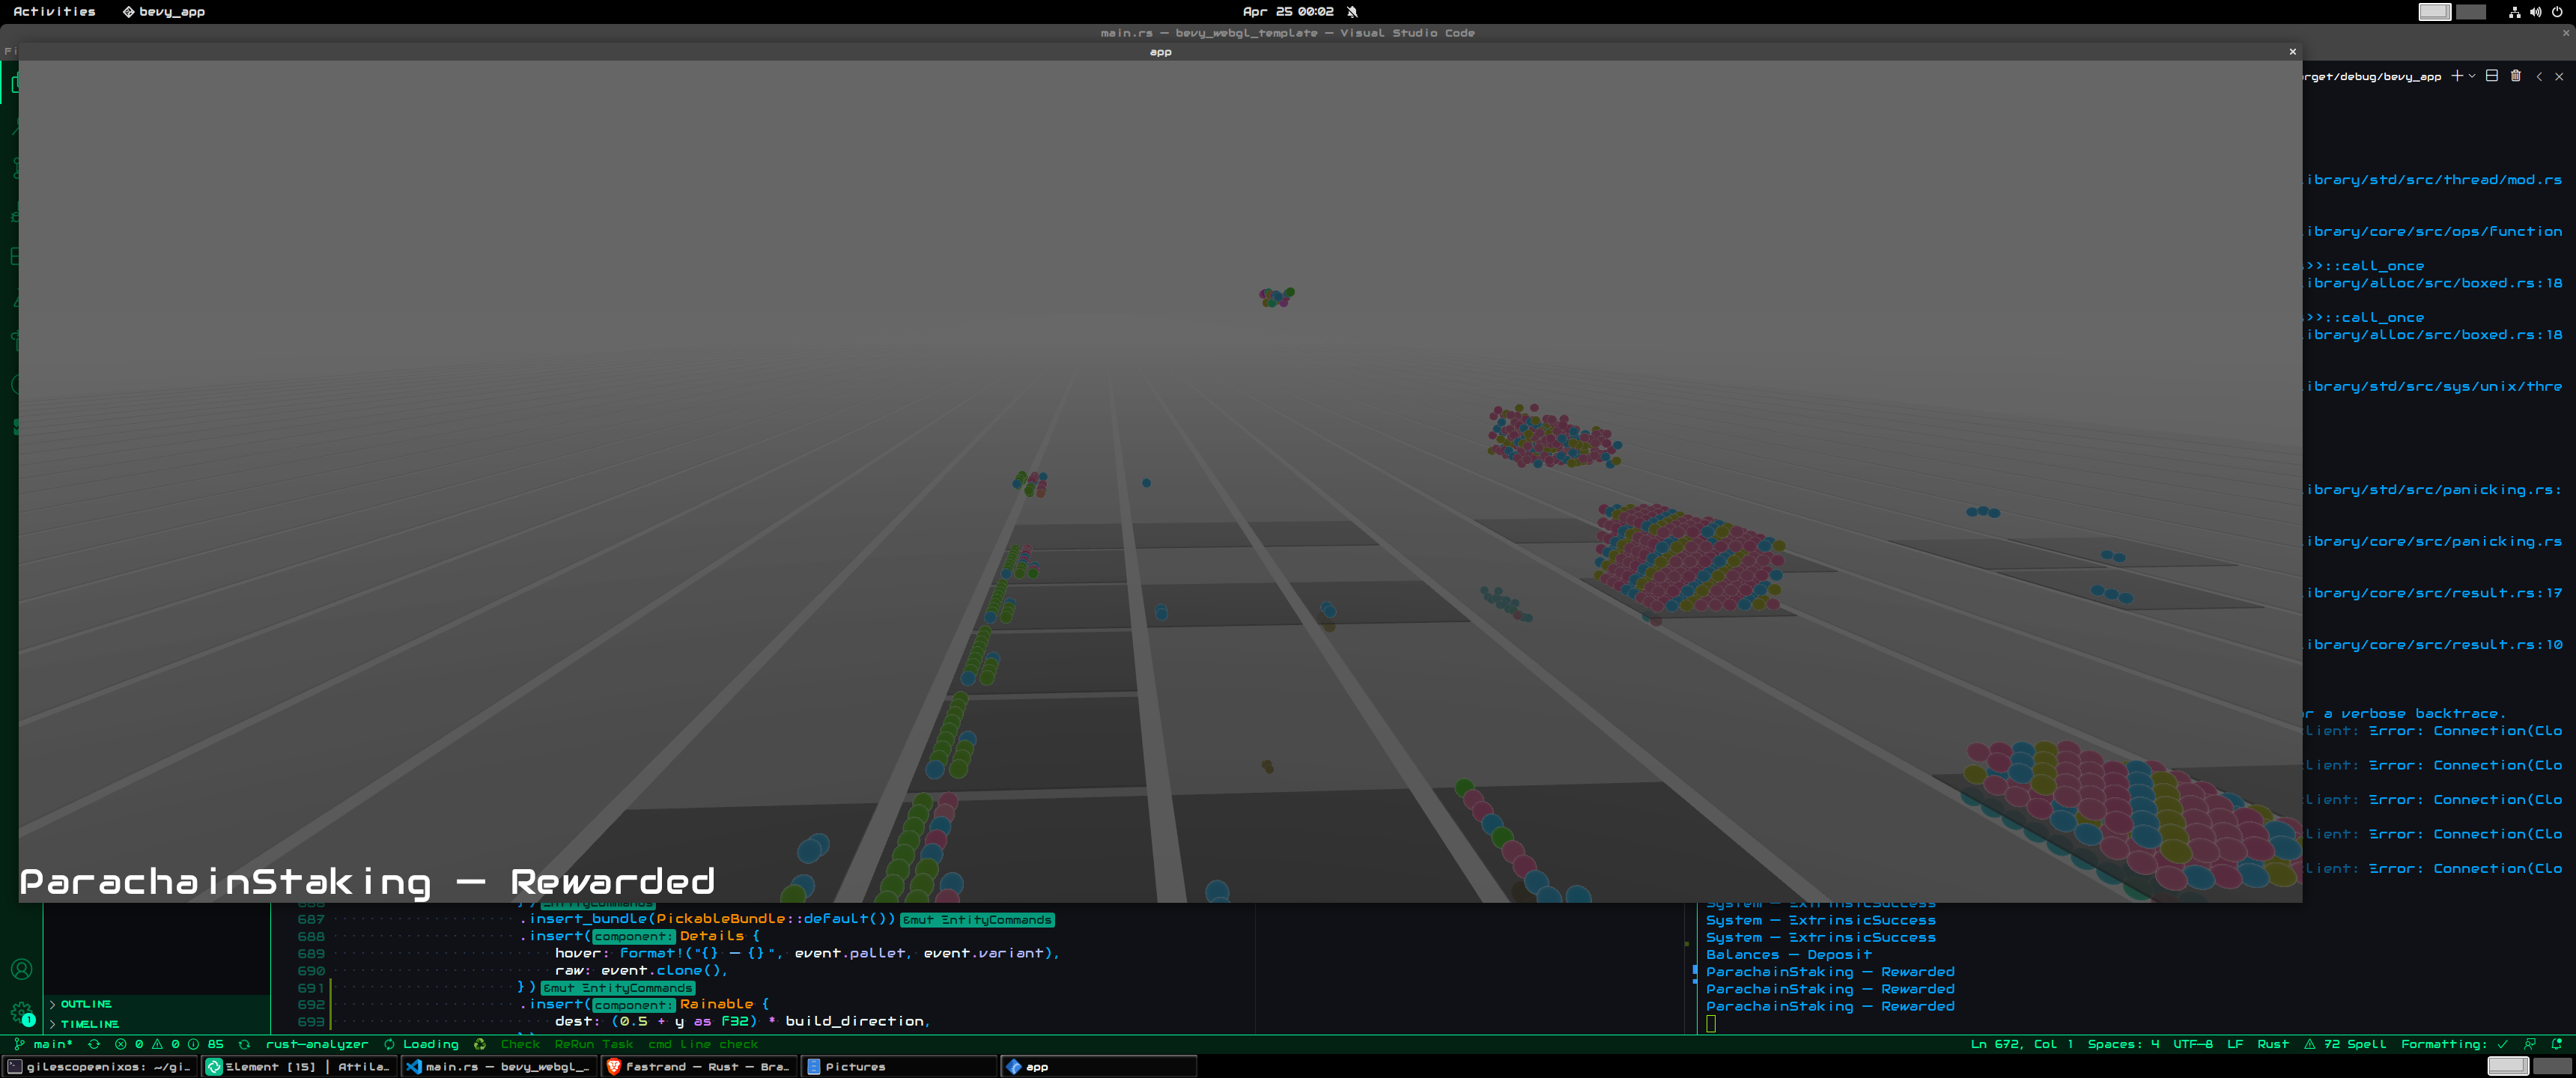 Activities
bevy_app
Apr 25 00:02
main.rs — bevy_webgl_template — Visual Studio Code
app
rget/debug/bevy_app
ibrary/std/src/thread/mod.rs
ibrary/core/src/ops/function
>>::call_once
ibrary/alloc/src/boxed.rs:18
>>::call_once
ibrary/alloc/src/boxed.rs:18
ibrary/std/src/sys/unix/thre
ibrary/std/src/panicking.rs:
ibrary/core/src/panicking.rs
ibrary/core/src/result.rs:17
ibrary/core/src/result.rs:10
r a verbose backtrace.
lient: Error: Connection(Clo
lient: Error: Connection(Clo
lient: Error: Connection(Clo
lient: Error: Connection(Clo
lient: Error: Connection(Clo
ParachainStaking — Rewarded
687 .insert_bundle(PickableBundle::default()) &mut EntityCommands
688 .insert(component: Details {
689 hover: format!("{} — {}", event.pallet, event.variant),
690 raw: event.clone(),
691 }) &mut EntityCommands
692 .insert(component: Rainable {
693 dest: (0.5 + y as f32) * build_direction,
System — ExtrinsicSuccess
System — ExtrinsicSuccess
System — ExtrinsicSuccess
Balances — Deposit
ParachainStaking — Rewarded
ParachainStaking — Rewarded
ParachainStaking — Rewarded
OUTLINE
TIMELINE
1
main* 0 0 85 rust-analyzer Loading Check ReRun Task cmd line check
Ln 672, Col 1 Spaces: 4 UTF-8 LF Rust 72 Spell Formatting:
gilescope@nixos: ~/gi…
Element [15] | Attila…
main.rs — bevy_webgl_…
Fastrand — Rust — Bra…
Pictures
app